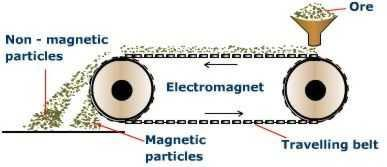 Ore
Non - magnetic
particles
Electromagnet
Magnetic
particles
Travelling belt